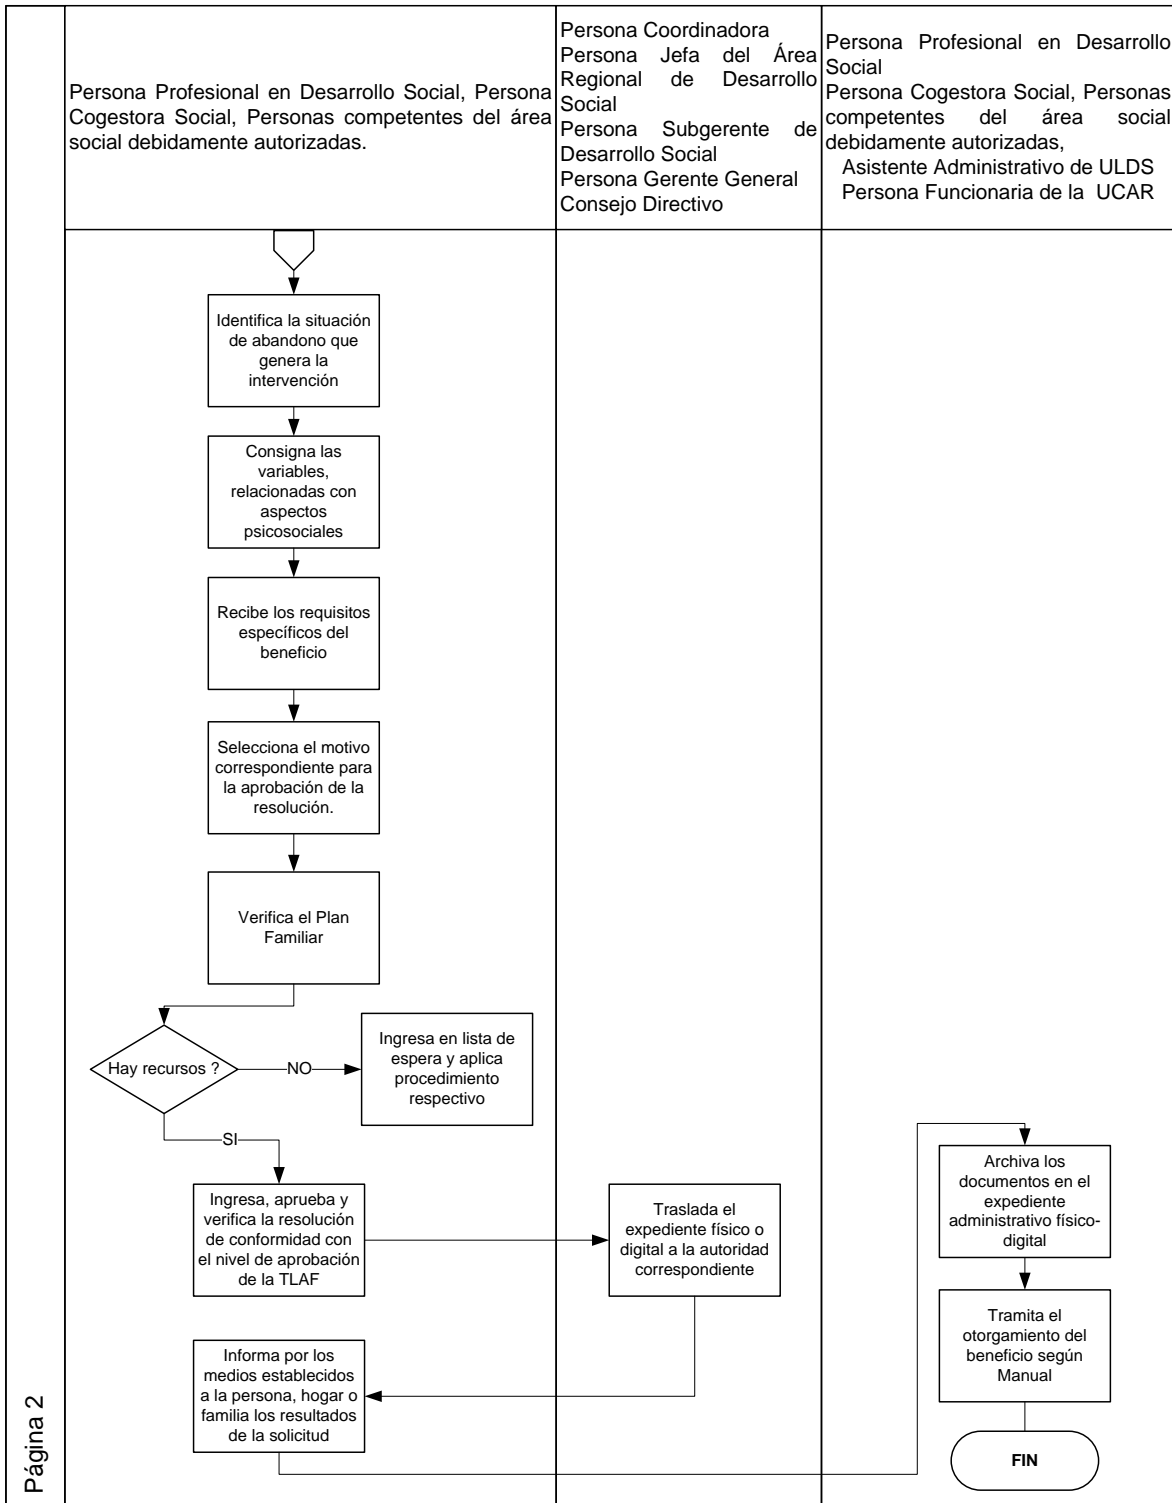 Persona Profesional en Desarrollo Social, Persona
Cogestora Social, Personas competentes del área
social debidamente autorizadas.
Persona Coordinadora
Persona Jefa del Área
Regional de Desarrollo
Social
Persona Subgerente de
Desarrollo Social
Persona Gerente General
Consejo Directivo
Persona Profesional en Desarrollo
Social
Persona Cogestora Social, Personas
competentes del área social
debidamente autorizadas,
Asistente Administrativo de ULDS
Persona Funcionaria de la UCAR
Identifica la situación
de abandono que
genera la
intervención
Consigna las
variables,
relacionadas con
aspectos
psicosociales
Recibe los requisitos
específicos del
beneficio
Selecciona el motivo
correspondiente para
la aprobación de la
resolución.
Verifica el Plan
Familiar
Hay recursos ?
NO
Ingresa en lista de
espera y aplica
procedimiento
respectivo
SI
Ingresa, aprueba y
verifica la resolución
de conformidad con
el nivel de aprobación
de la TLAF
Traslada el
expediente físico o
digital a la autoridad
correspondiente
Informa por los
medios establecidos
a la persona, hogar o
familia los resultados
de la solicitud
Archiva los
documentos en el
expediente
administrativo físico-
digital
Tramita el
otorgamiento del
beneficio según
Manual
FIN
Página 2